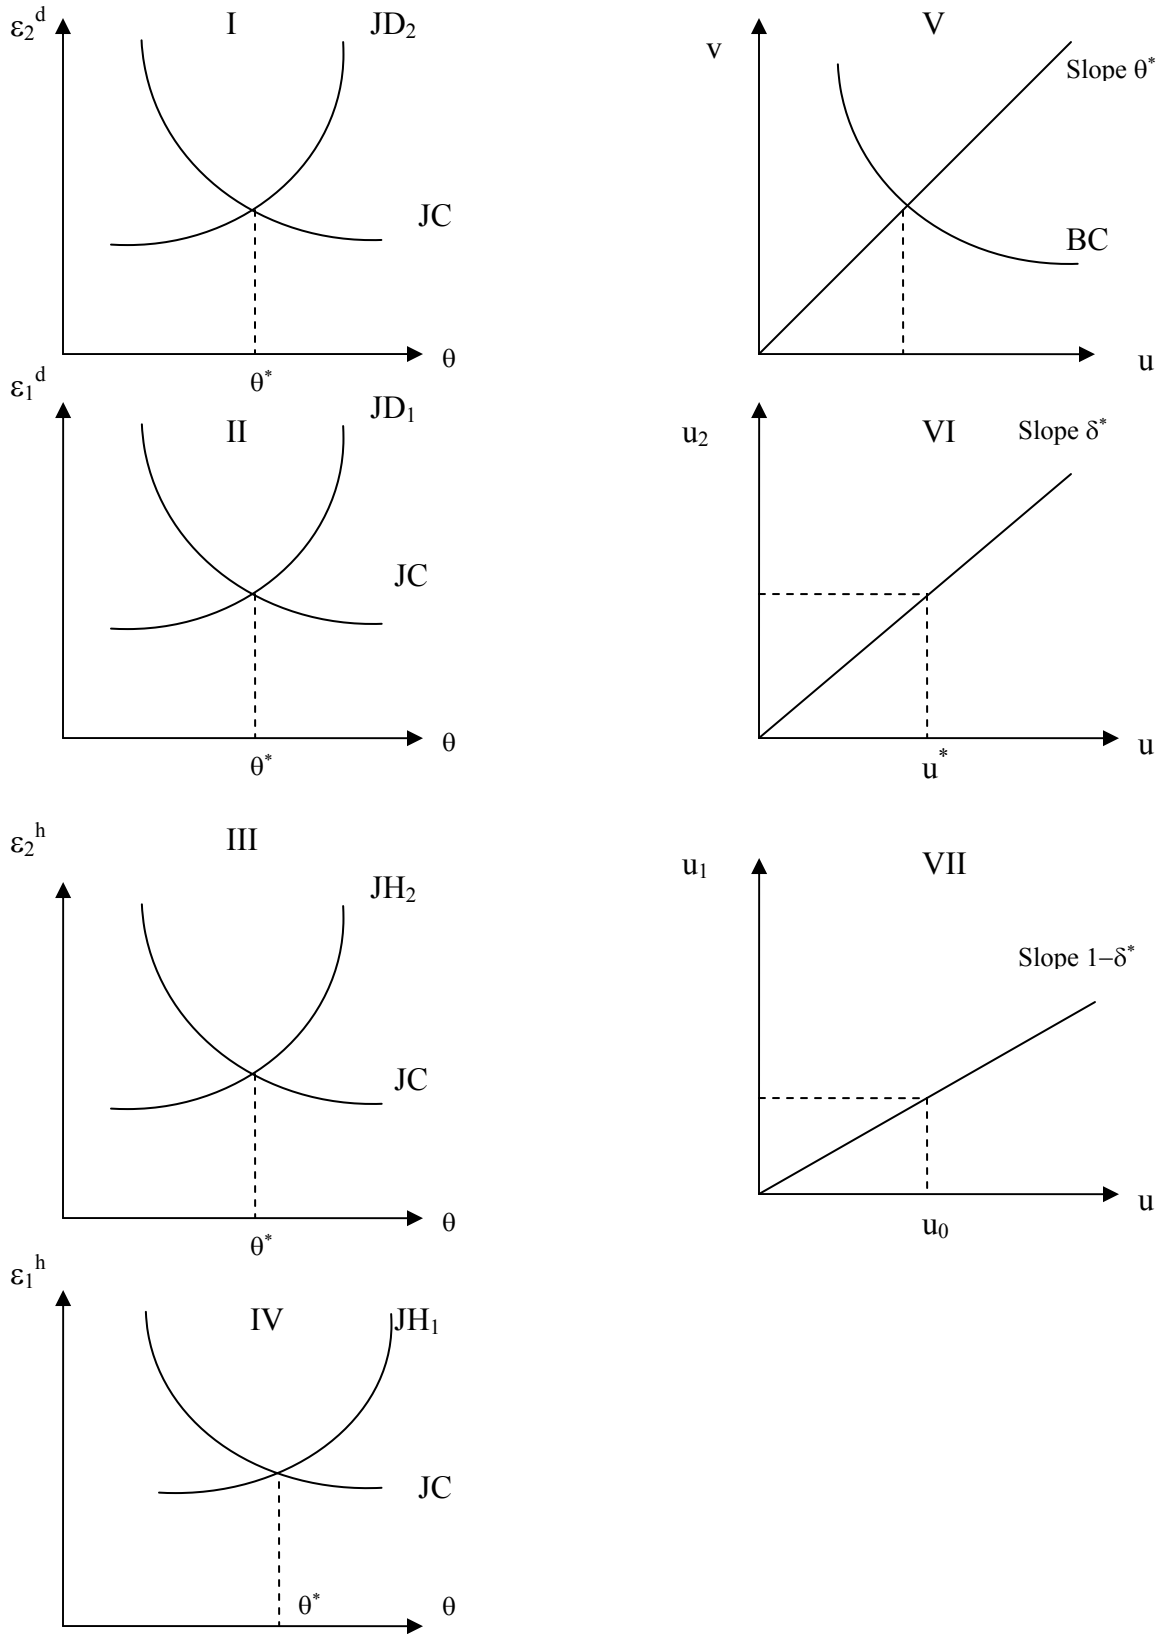 ε₂ᵈ
I
JD₂
JC
θ
θ*
V
v
Slope θ*
BC
u
ε₁ᵈ
II
JD₁
JC
θ
θ*
u₂
VI
Slope δ*
u
u*
ε₂ʰ
III
JH₂
JC
θ
θ*
u₁
VII
Slope 1−δ*
u
u₀
ε₁ʰ
IV
JH₁
JC
θ*
θ